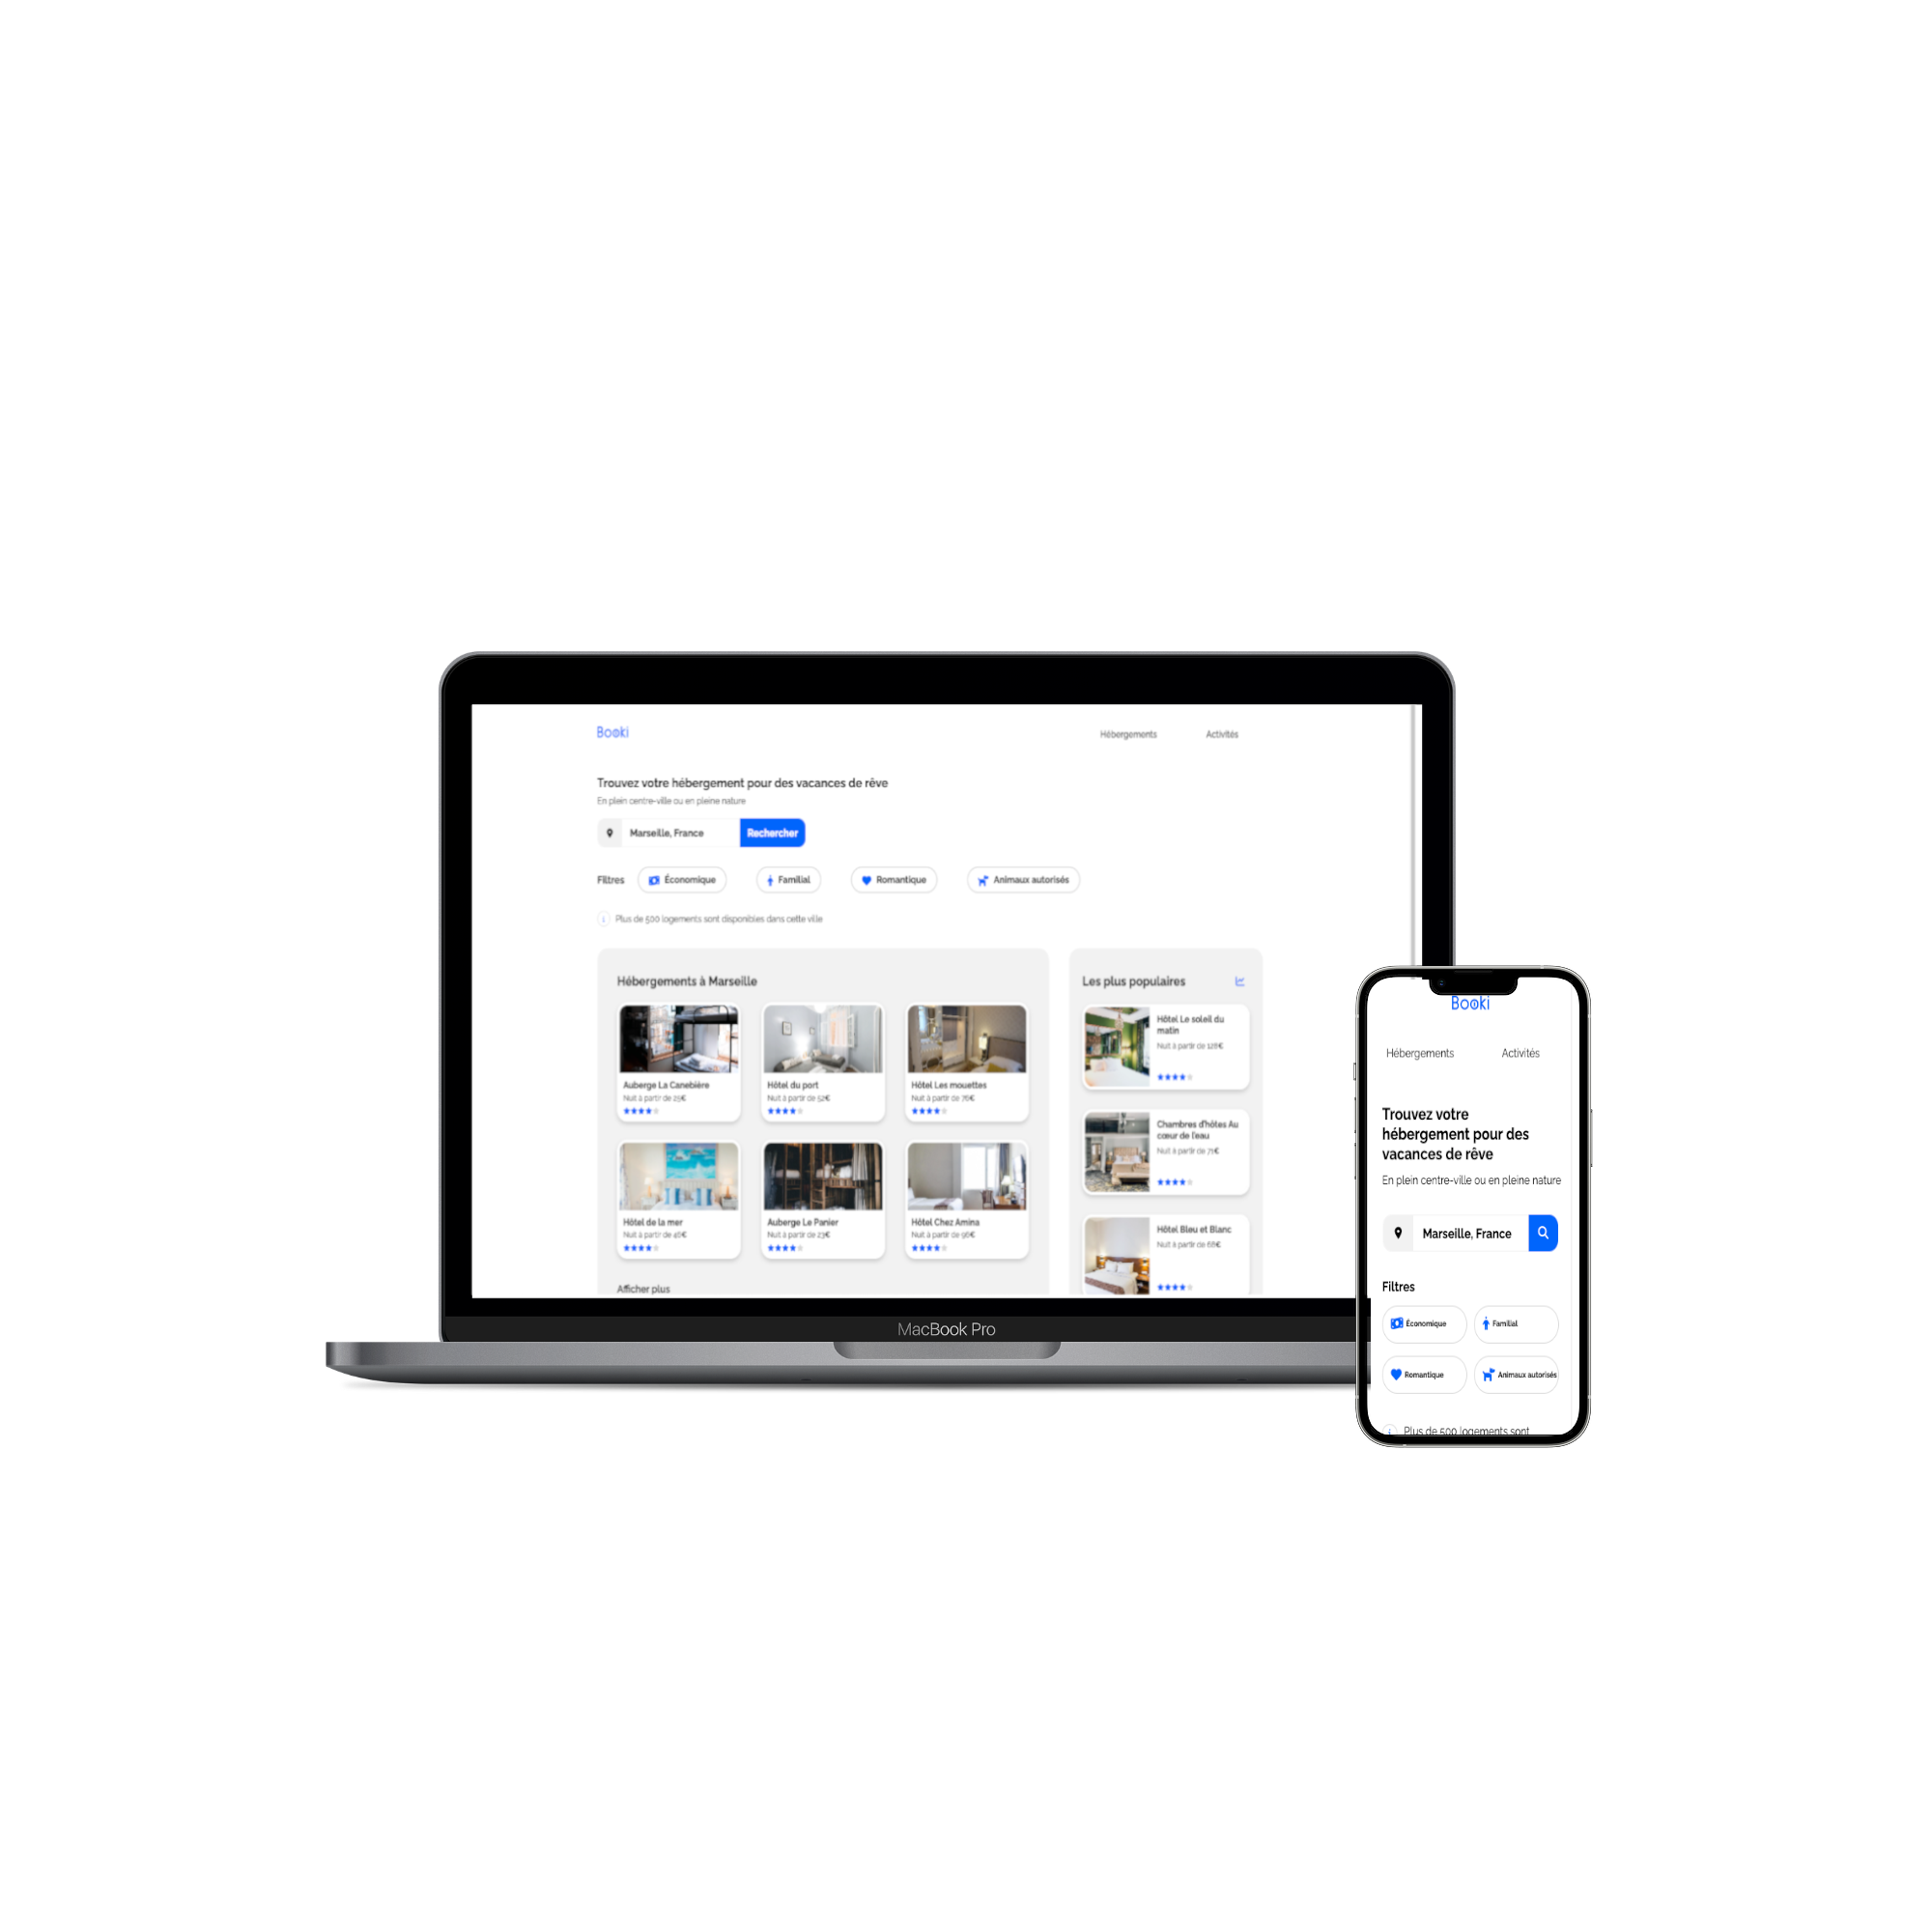 Booki
Hébergements
Activités
Trouvez votre hébergement pour des vacances de rêve
En plein centre-ville ou en pleine nature
Marseille, France
Rechercher
Filtres
Économique
Familial
Romantique
Animaux autorisés
Plus de 500 logements sont disponibles dans cette ville
Hébergements à Marseille
Auberge La Canebière
Nuit à partir de 25€
Hôtel du port
Nuit à partir de 52€
Hôtel Les mouettes
Nuit à partir de 76€
Hôtel de la mer
Nuit à partir de 46€
Auberge Le Panier
Nuit à partir de 23€
Hôtel Chez Amina
Nuit à partir de 96€
Afficher plus
Les plus populaires
Hôtel Le soleil du
matin
Nuit à partir de 128€
Chambres d'hôtes Au
cœur de l'eau
Nuit à partir de 71€
Hôtel Bleu et Blanc
Nuit à partir de 68€
MacBook Pro
Booki
Hébergements
Activités
Trouvez votre
hébergement pour des
vacances de rêve
En plein centre-ville ou en pleine nature
Marseille, France
Filtres
Économique
Familial
Romantique
Animaux autorisés
Plus de 500 logements sont